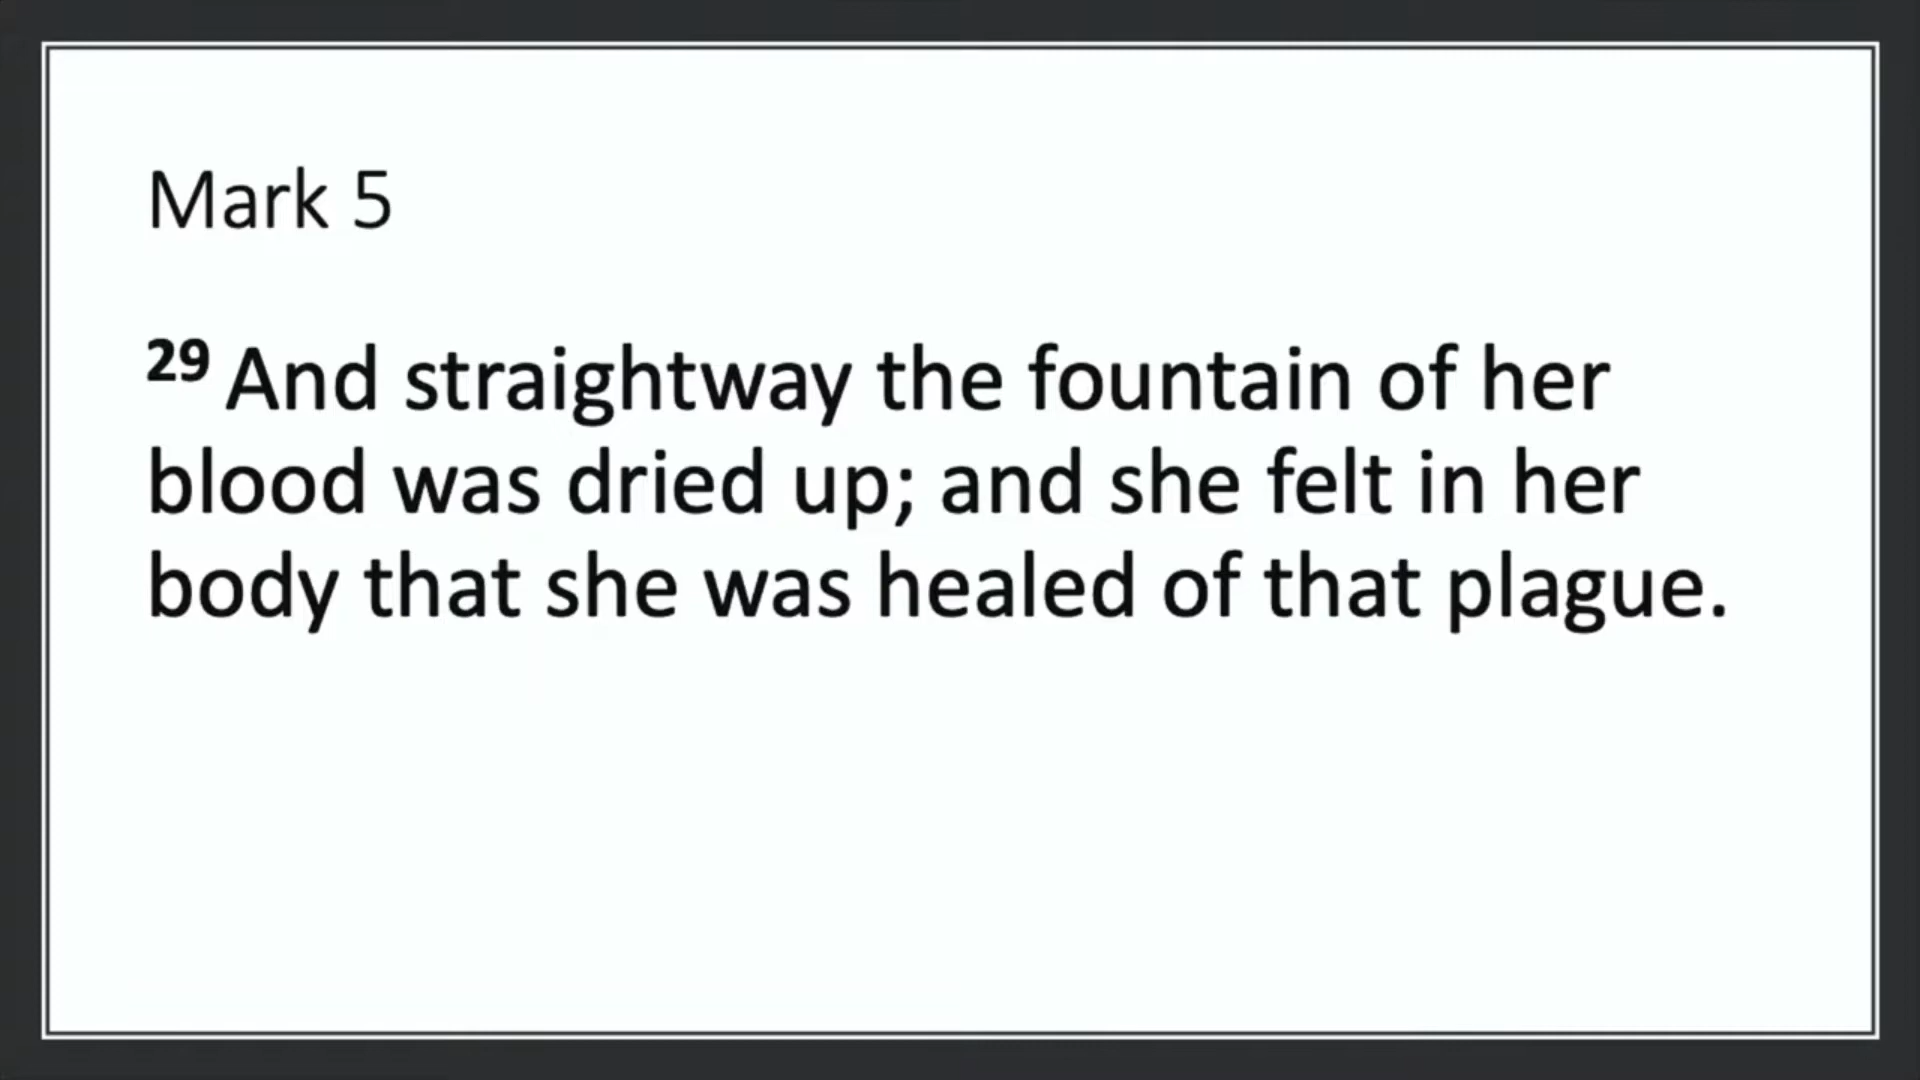 Mark 5
29 And straightway the fountain of her
blood was dried up; and she felt in her
body that she was healed of that plague.